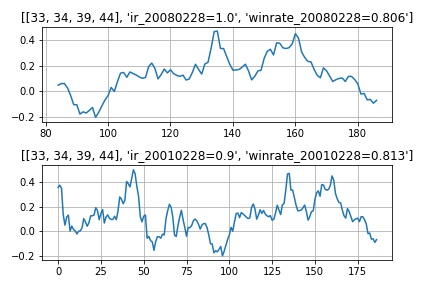 [[33, 34, 39, 44], 'ir_20080228=1.0', 'winrate_20080228=0.806']
0.4
0.2
0.0
−0.2
80 100 120 140 160 180
[[33, 34, 39, 44], 'ir_20010228=0.9', 'winrate_20010228=0.813']
0.4
0.2
0.0
−0.2
0 25 50 75 100 125 150 175